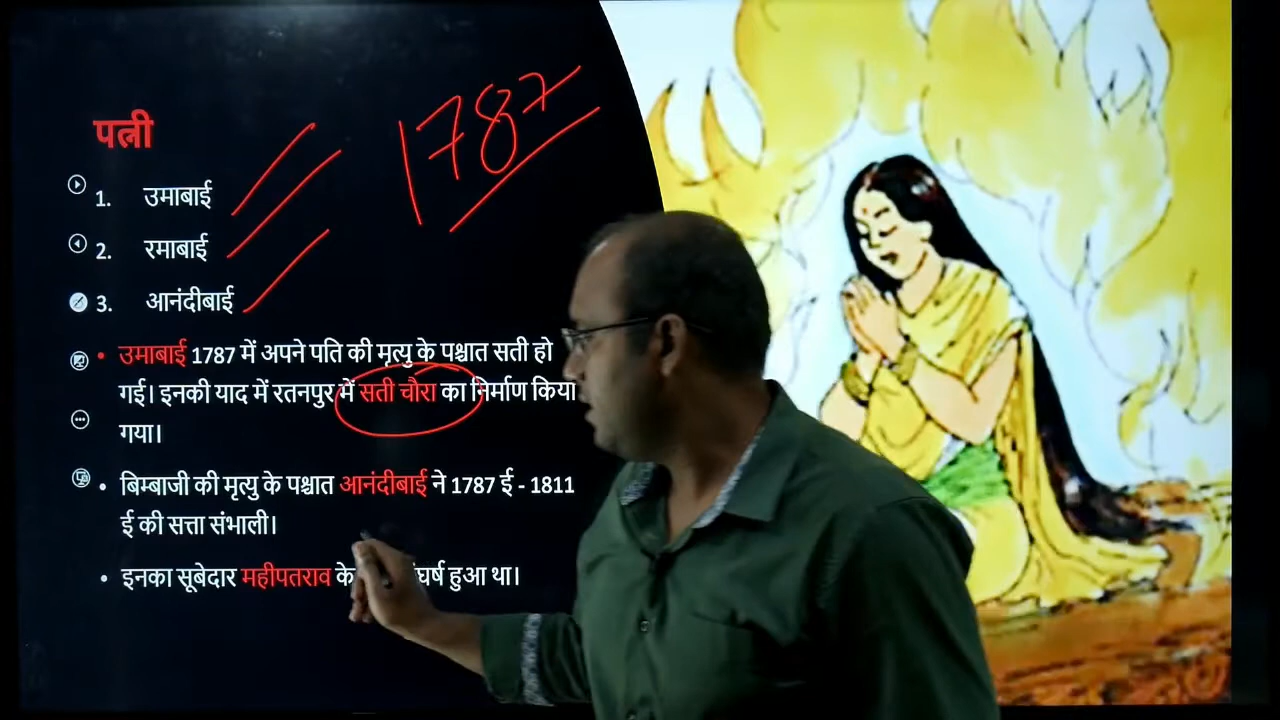 पत्नी
1787
1. उमाबाई
2. रमाबाई
3. आनंदीबाई
• उमाबाई 1787 में अपने पति की मृत्यु के पश्चात सती हो
गई। इनकी याद में रतनपुर में सती चौरा का निर्माण किया
गया।
• बिम्बाजी की मृत्यु के पश्चात आनंदीबाई ने 1787 ई - 1811
ई की सत्ता संभाली।
• इनका सूबेदार महीपतराव के हुआ था।